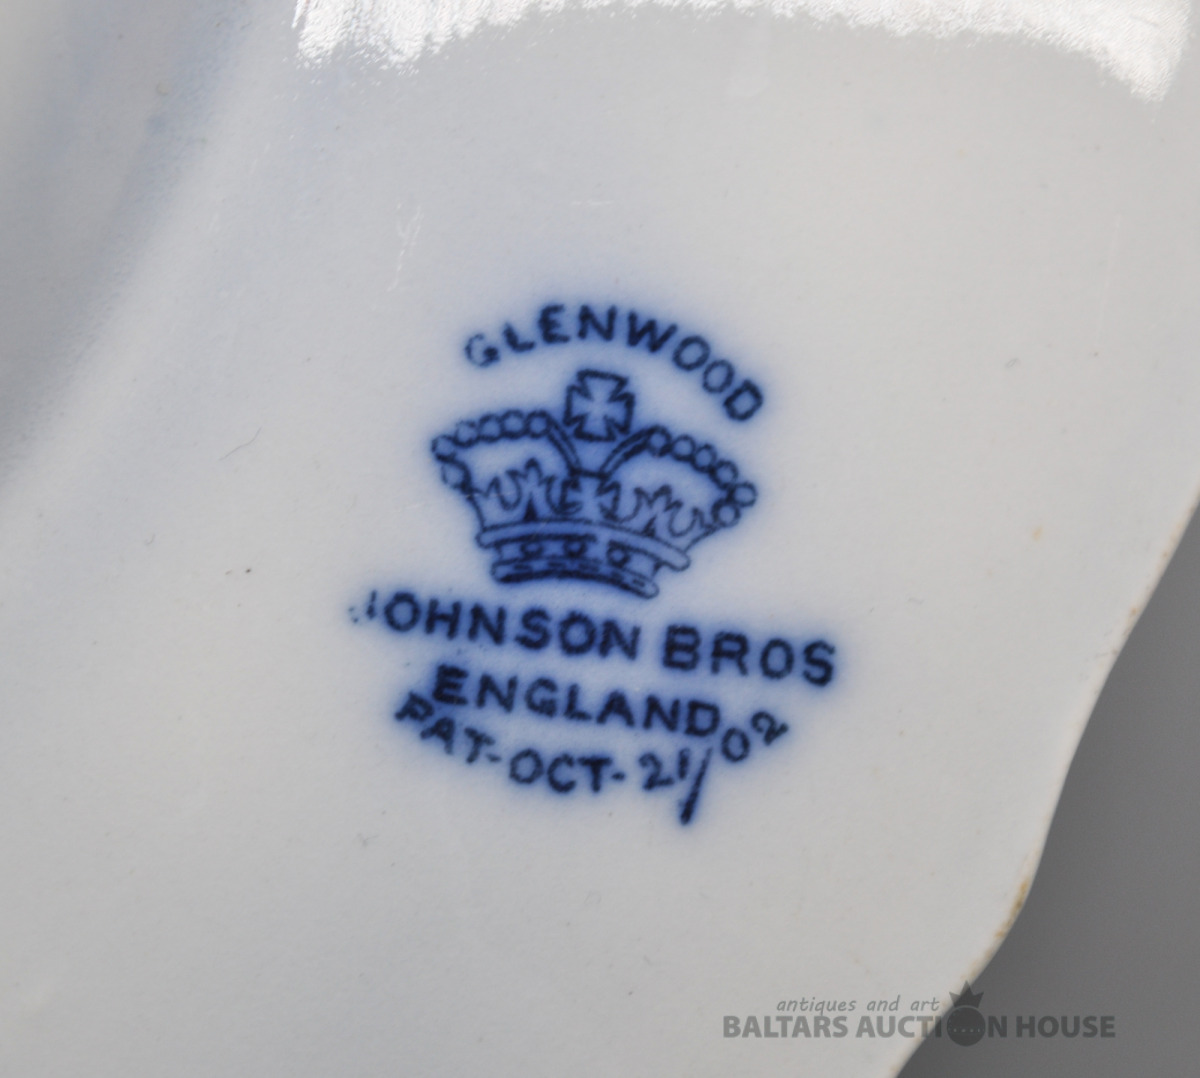 GLENWOOD
JOHNSON BROS
ENGLAND
PAT-OCT-21/02
antiques and art
BALTARS AUCTION HOUSE